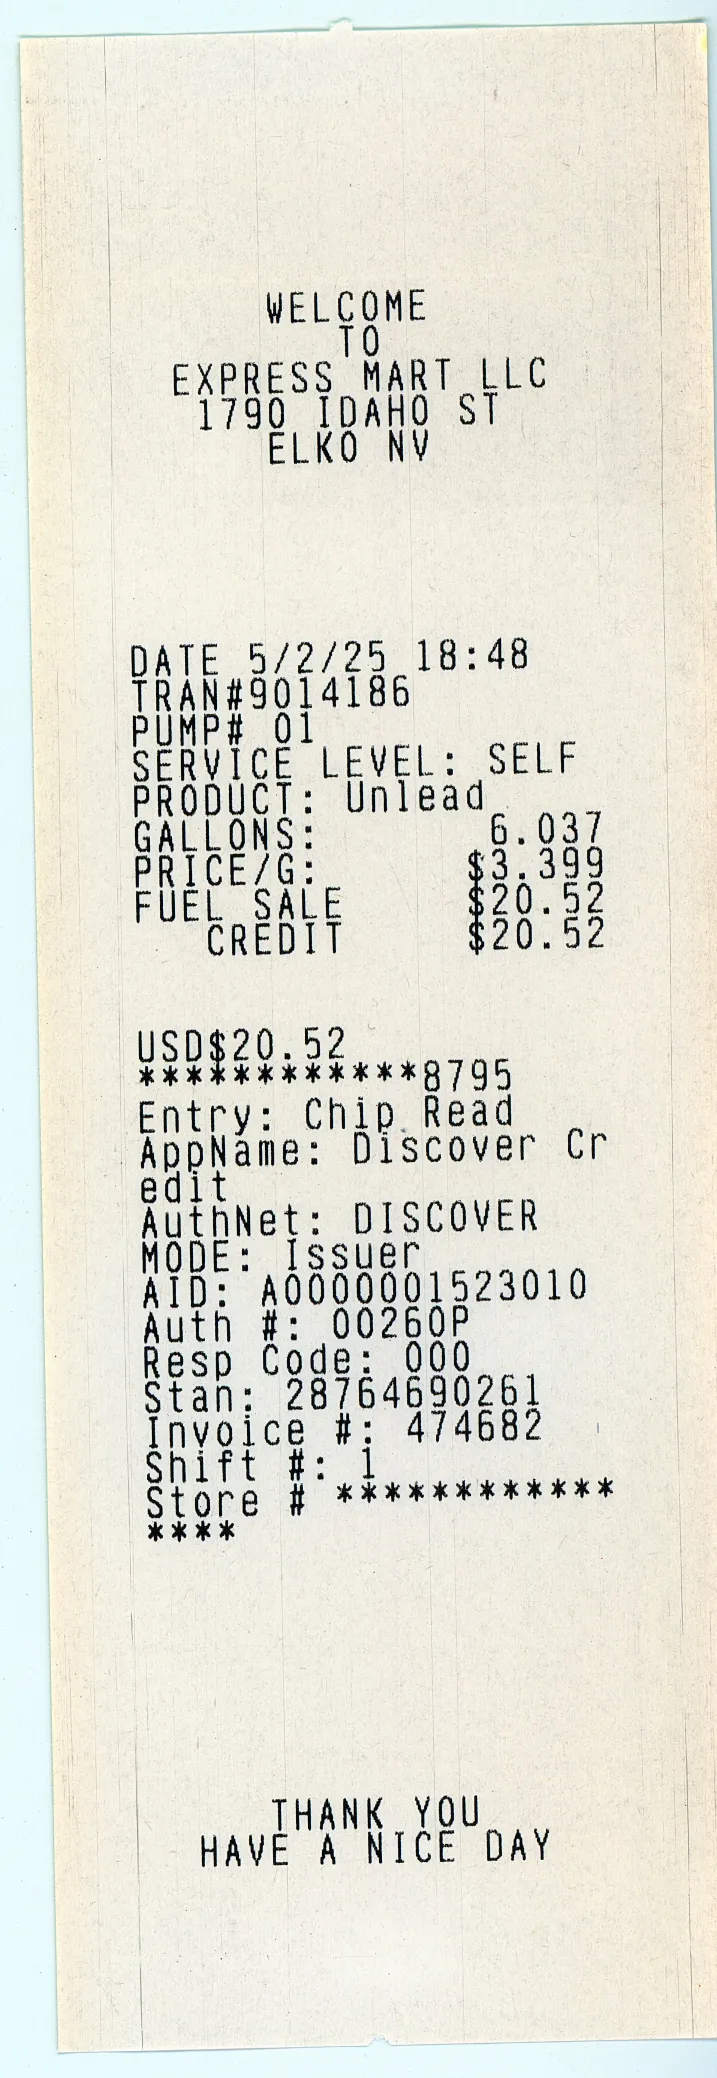 WELCOME
TO
EXPRESS MART LLC
1790 IDAHO ST
ELKO NV
DATE 5/2/25 18:48
TRAN#9014186
PUMP# 01
SERVICE LEVEL: SELF
PRODUCT: Unlead
GALLONS: 6.037
PRICE/G: $3.399
FUEL SALE $20.52
CREDIT $20.52
USD$20.52
************8795
Entry: Chip Read
AppName: Discover Cr
edit
AuthNet: DISCOVER
MODE: Issuer
AID: A0000001523010
Auth #: 00260P
Resp Code: 000
Stan: 28764690261
Invoice #: 474682
Shift #: 1
Store # ************
****
THANK YOU
HAVE A NICE DAY